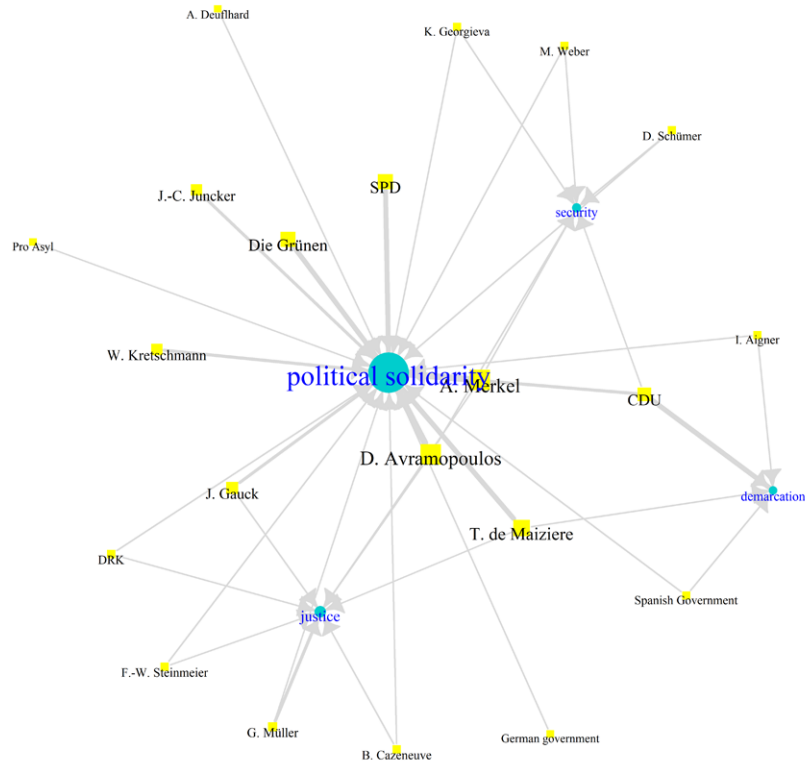 A. Deuflhard
K. Georgieva
M. Weber
D. Schümer
SPD
J.-C. Juncker
security
Die Grünen
Pro Asyl
I. Aigner
W. Kretschmann
political solidarity
A. Merkel
CDU
D. Avramopoulos
J. Gauck
demarcation
T. de Maiziere
DRK
Spanish Government
justice
F.-W. Steinmeier
G. Müller
German government
B. Cazeneuve